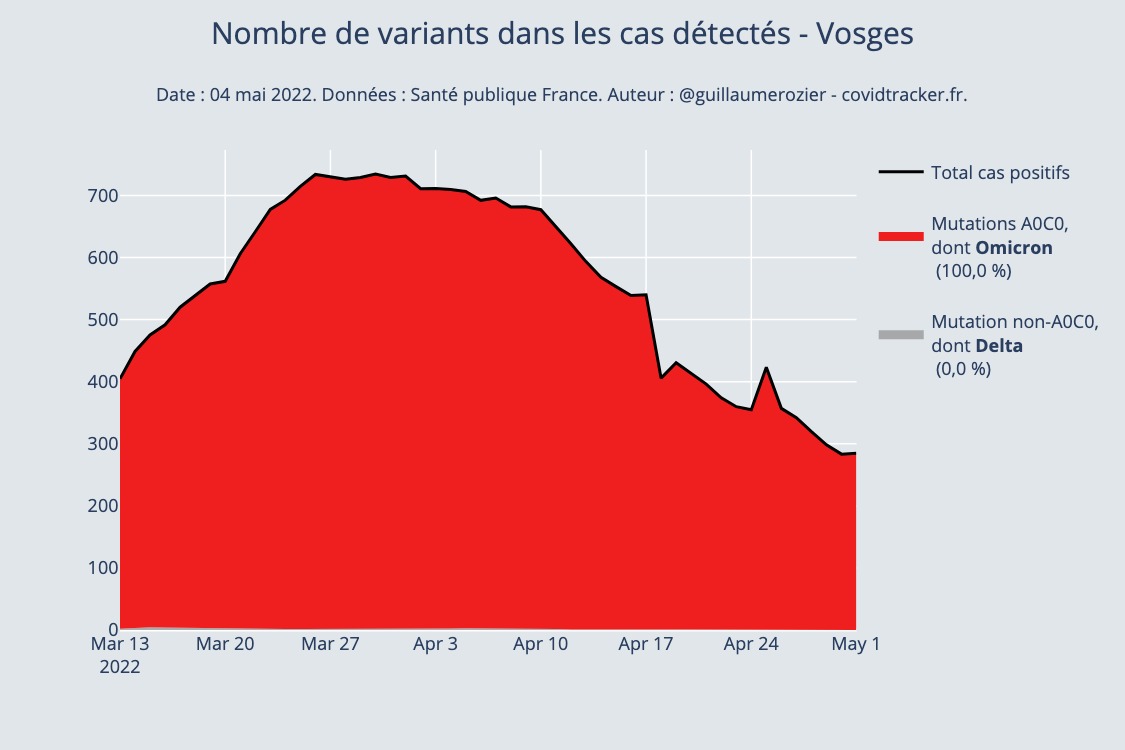 Nombre de variants dans les cas détectés - Vosges
Date : 04 mai 2022. Données : Santé publique France. Auteur : @guillaumerozier - covidtracker.fr.
Total cas positifs
Mutations A0C0,
dont Omicron
(100,0 %)
Mutation non-A0C0,
dont Delta
(0,0 %)
700
600
500
400
300
200
100
0
Mar 13 Mar 20 Mar 27 Apr 3 Apr 10 Apr 17 Apr 24 May 1
2022